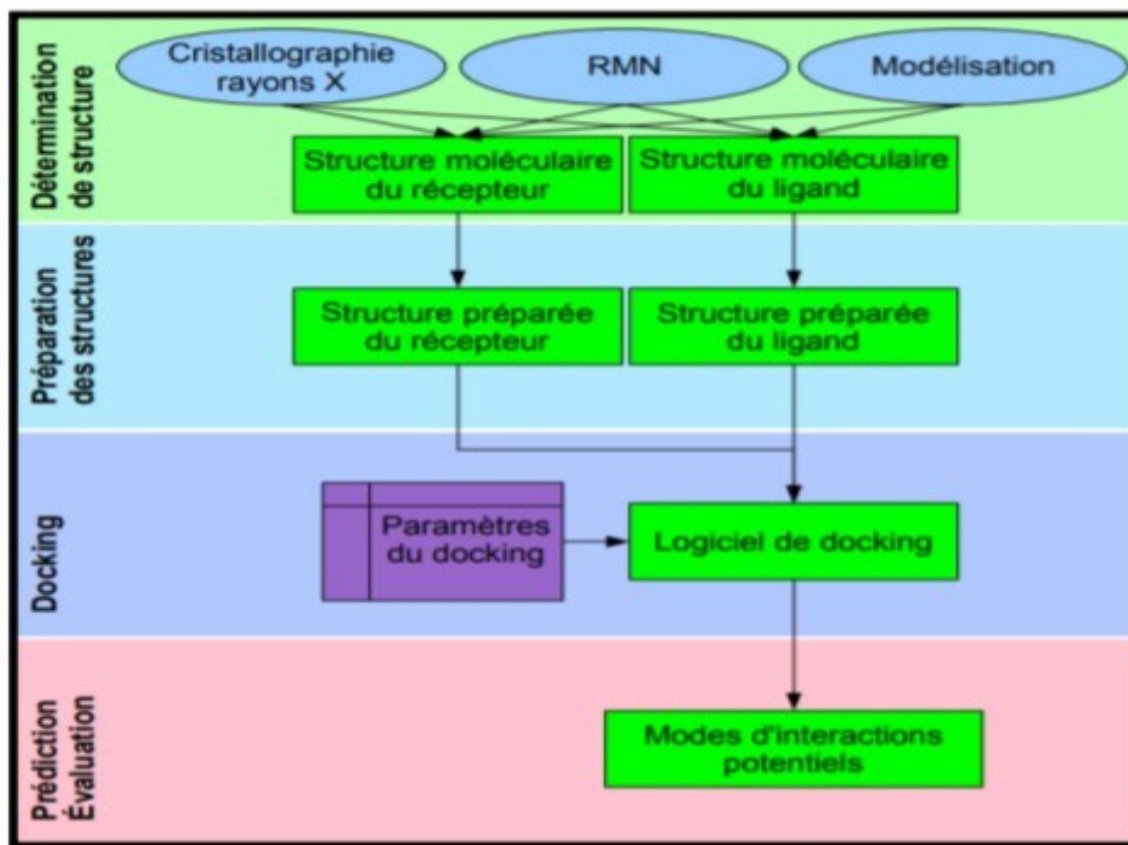 Détermination
de structure
Cristallographie
rayons X
RMN
Modélisation
Structure moléculaire
du récepteur
Structure moléculaire
du ligand
Préparation
des structures
Structure préparée
du récepteur
Structure préparée
du ligand
Docking
Paramètres
du docking
Logiciel de docking
Prédiction
Évaluation
Modes d'interactions
potentiels